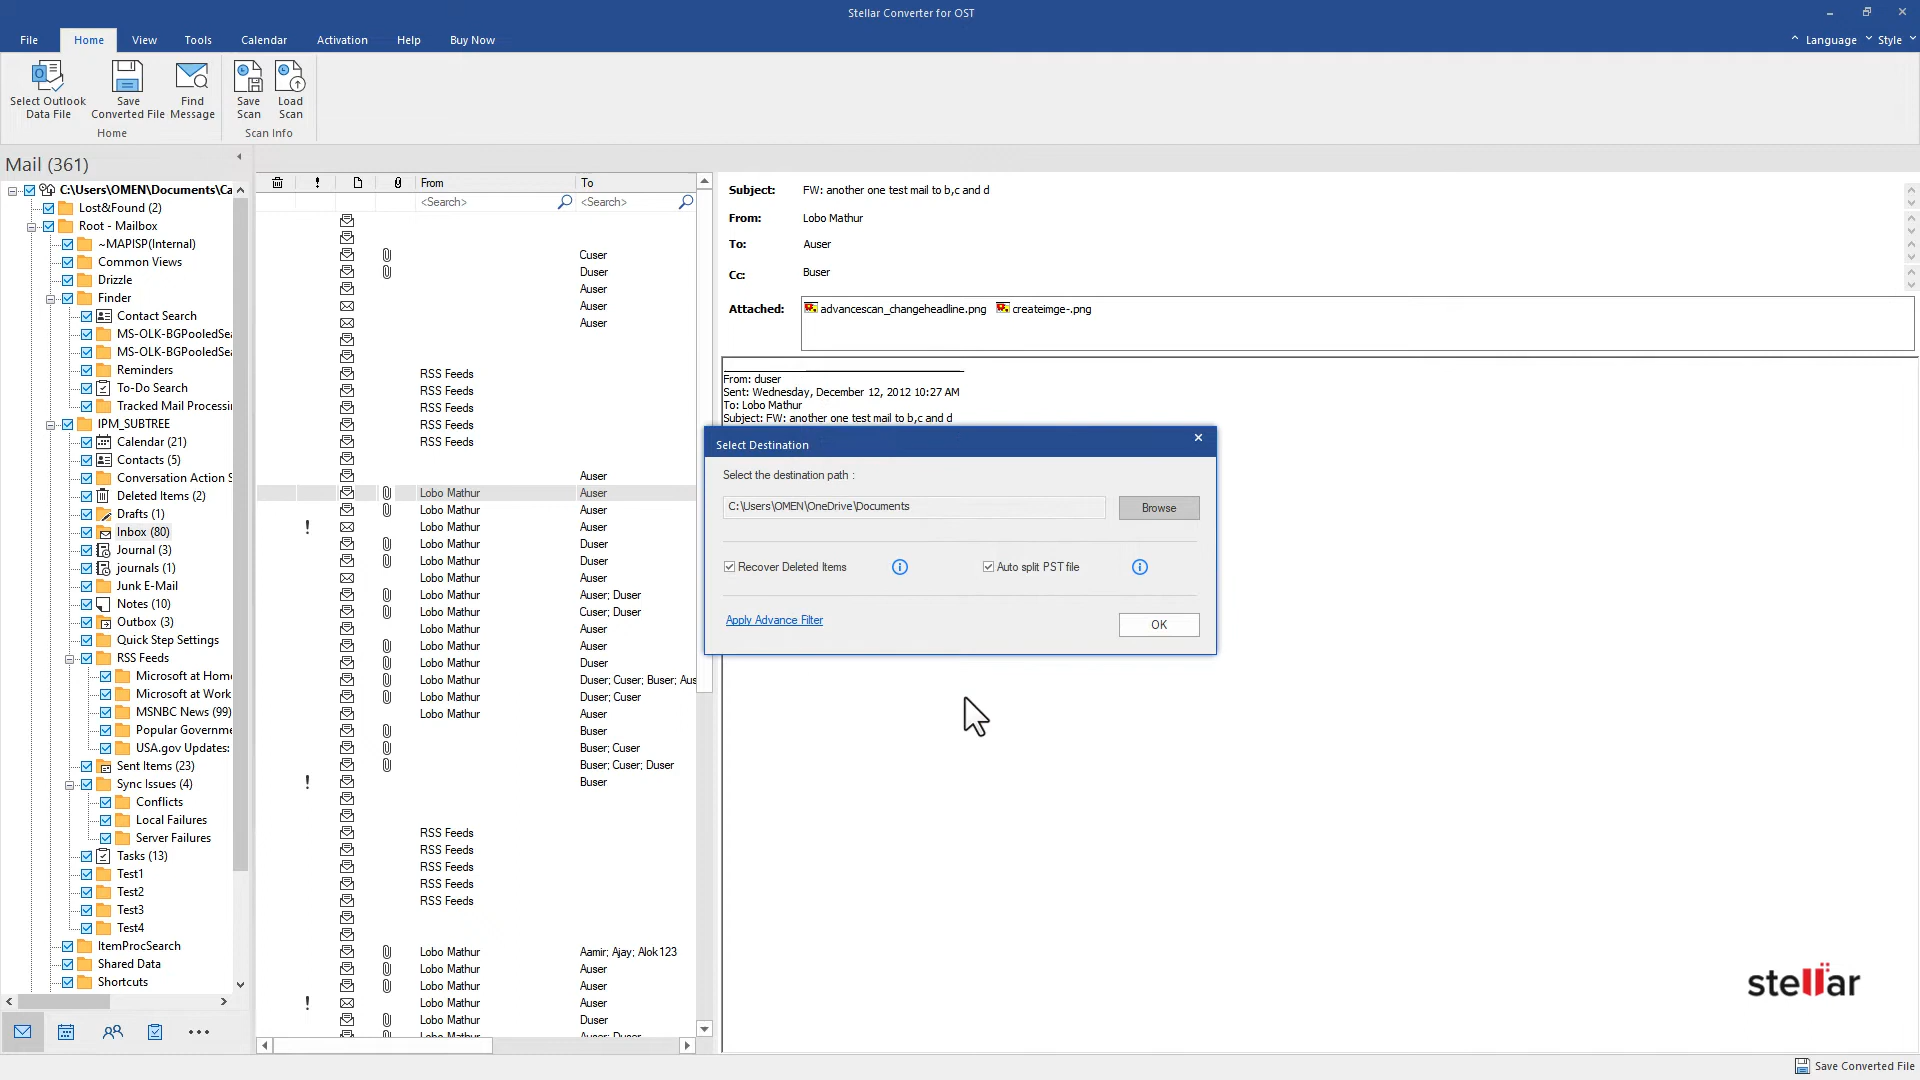 Stellar Converter for OST
File Home View Tools Calendar Activation Help Buy Now Language Style
Select Outlook Data File
Save Converted File
Find Message
Save Scan
Load Scan
Home
Scan Info
Mail (361)
C:\Users\OMEN\Documents\Ca
Lost&Found (2)
Root - Mailbox
~MAPISP(Internal)
Common Views
Drizzle
Finder
Contact Search
MS-OLK-BGPooledSea
MS-OLK-BGPooledSea
Reminders
To-Do Search
Tracked Mail Processin
IPM_SUBTREE
Calendar (21)
Contacts (5)
Conversation Action S
Deleted Items (2)
Drafts (1)
Inbox (80)
Journal (3)
journals (1)
Junk E-Mail
Notes (10)
Outbox (3)
Quick Step Settings
RSS Feeds
Microsoft at Home
Microsoft at Work
MSNBC News (99)
Popular Governme
USA.gov Updates:
Sent Items (23)
Sync Issues (4)
Conflicts
Local Failures
Server Failures
Tasks (13)
Test1
Test2
Test3
Test4
ItemProcSearch
Shared Data
Shortcuts
From To
<Search> <Search>
Cuser
Duser
Auser
Auser
Auser
RSS Feeds
RSS Feeds
RSS Feeds
RSS Feeds
RSS Feeds
Auser
Lobo Mathur Auser
Lobo Mathur Auser
! Lobo Mathur Auser
Lobo Mathur Duser
Lobo Mathur Duser
Lobo Mathur Auser
Lobo Mathur Auser; Duser
Lobo Mathur Cuser; Duser
Lobo Mathur Auser
Lobo Mathur Auser
Lobo Mathur Duser
Lobo Mathur Duser; Cuser; Buser; Aus
Lobo Mathur Duser; Cuser
Lobo Mathur Auser
Buser
Buser; Cuser
Buser; Cuser; Duser
! Buser
RSS Feeds
RSS Feeds
RSS Feeds
RSS Feeds
RSS Feeds
Lobo Mathur Aamir; Ajay; Alok123
Lobo Mathur Auser
Lobo Mathur Auser
! Lobo Mathur Auser
Lobo Mathur Duser
Lobo Mathur Auser; Duser
Subject: FW: another one test mail to b,c and d
From: Lobo Mathur
To: Auser
Cc: Buser
Attached: advancescan_changeheadline.png createimge-.png
From: duser
Sent: Wednesday, December 12, 2012 10:27 AM
To: Lobo Mathur
Subject: FW: another one test mail to b,c and d
Select Destination
Select the destination path :
C:\Users\OMEN\OneDrive\Documents
Browse
Recover Deleted Items
Auto split PST file
Apply Advance Filter
OK
stellar
Save Converted File